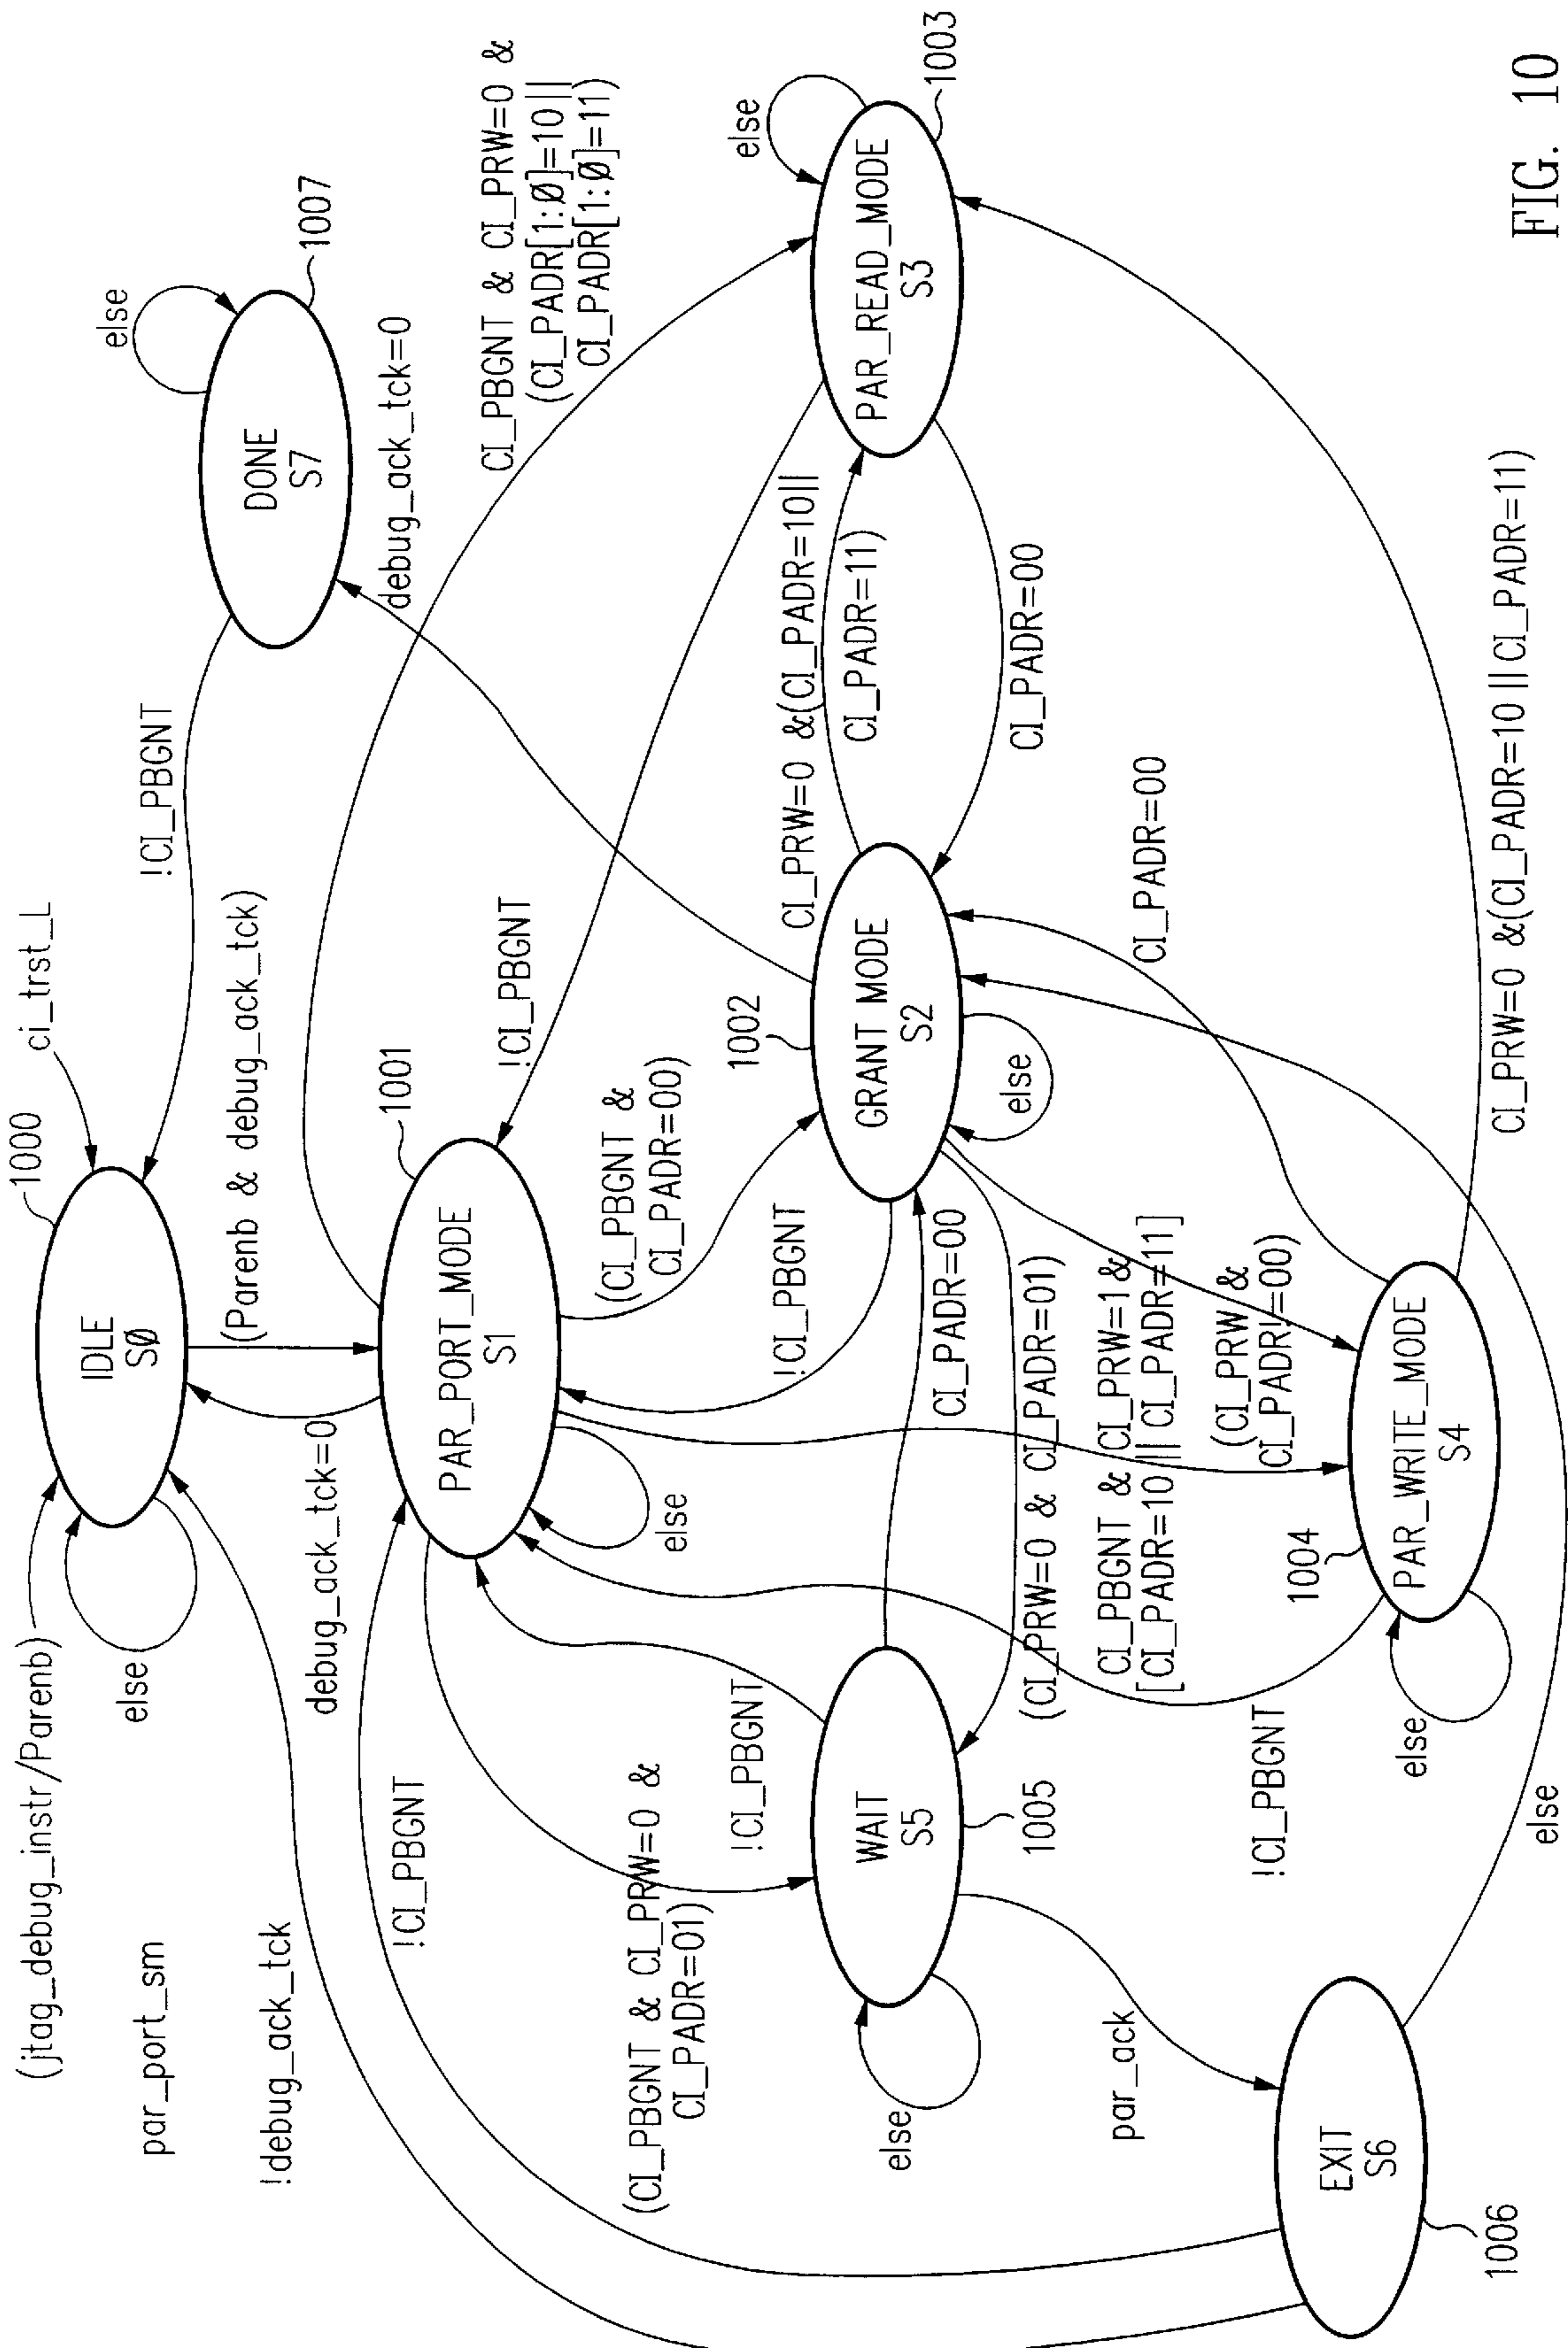 (jtag_debug_instr/Parenb)
1000
ci_trst_L
IDLE
SØ
else
par_port_sm
!debug_ack_tck
debug_ack_tck=0
(Parenb & debug_ack_tck)
!CI_PBGNT
else
DONE
S7
1007
debug_ack_tck=0
CI_PBGNT & CI_PRW=0 &
(CI_PADR[1:Ø]=10||
CI_PADR[1:Ø]=11)
1001
PAR_PORT_MODE
S1
else
!CI_PBGNT
!CI_PBGNT
(CI_PBGNT &
CI_PADR=00)
(CI_PBGNT & CI_PRW=0 &
CI_PADR=01)
!CI_PBGNT
!CI_PBGNT
1002
GRANT MODE
S2
else
CI_PRW=0 &(CI_PADR=10||
CI_PADR=11)
CI_PADR=00
else
PAR_READ_MODE
S3
1003
WAIT
S5
1005
else
CI_PADR=00
(CI_PRW=0 & CI_PADR=01)
CI_PBGNT & CI_PRW=1 &
[CI_PADR=10 || CI_PADR=11]
(CI_PRW &
CI_PADR!=00)
CI_PADR=00
par_ack
!CI_PBGNT
1004
PAR_WRITE_MODE
S4
else
EXIT
S6
1006
else
CI_PRW=0 &(CI_PADR=10 || CI_PADR=11)
FIG. 10